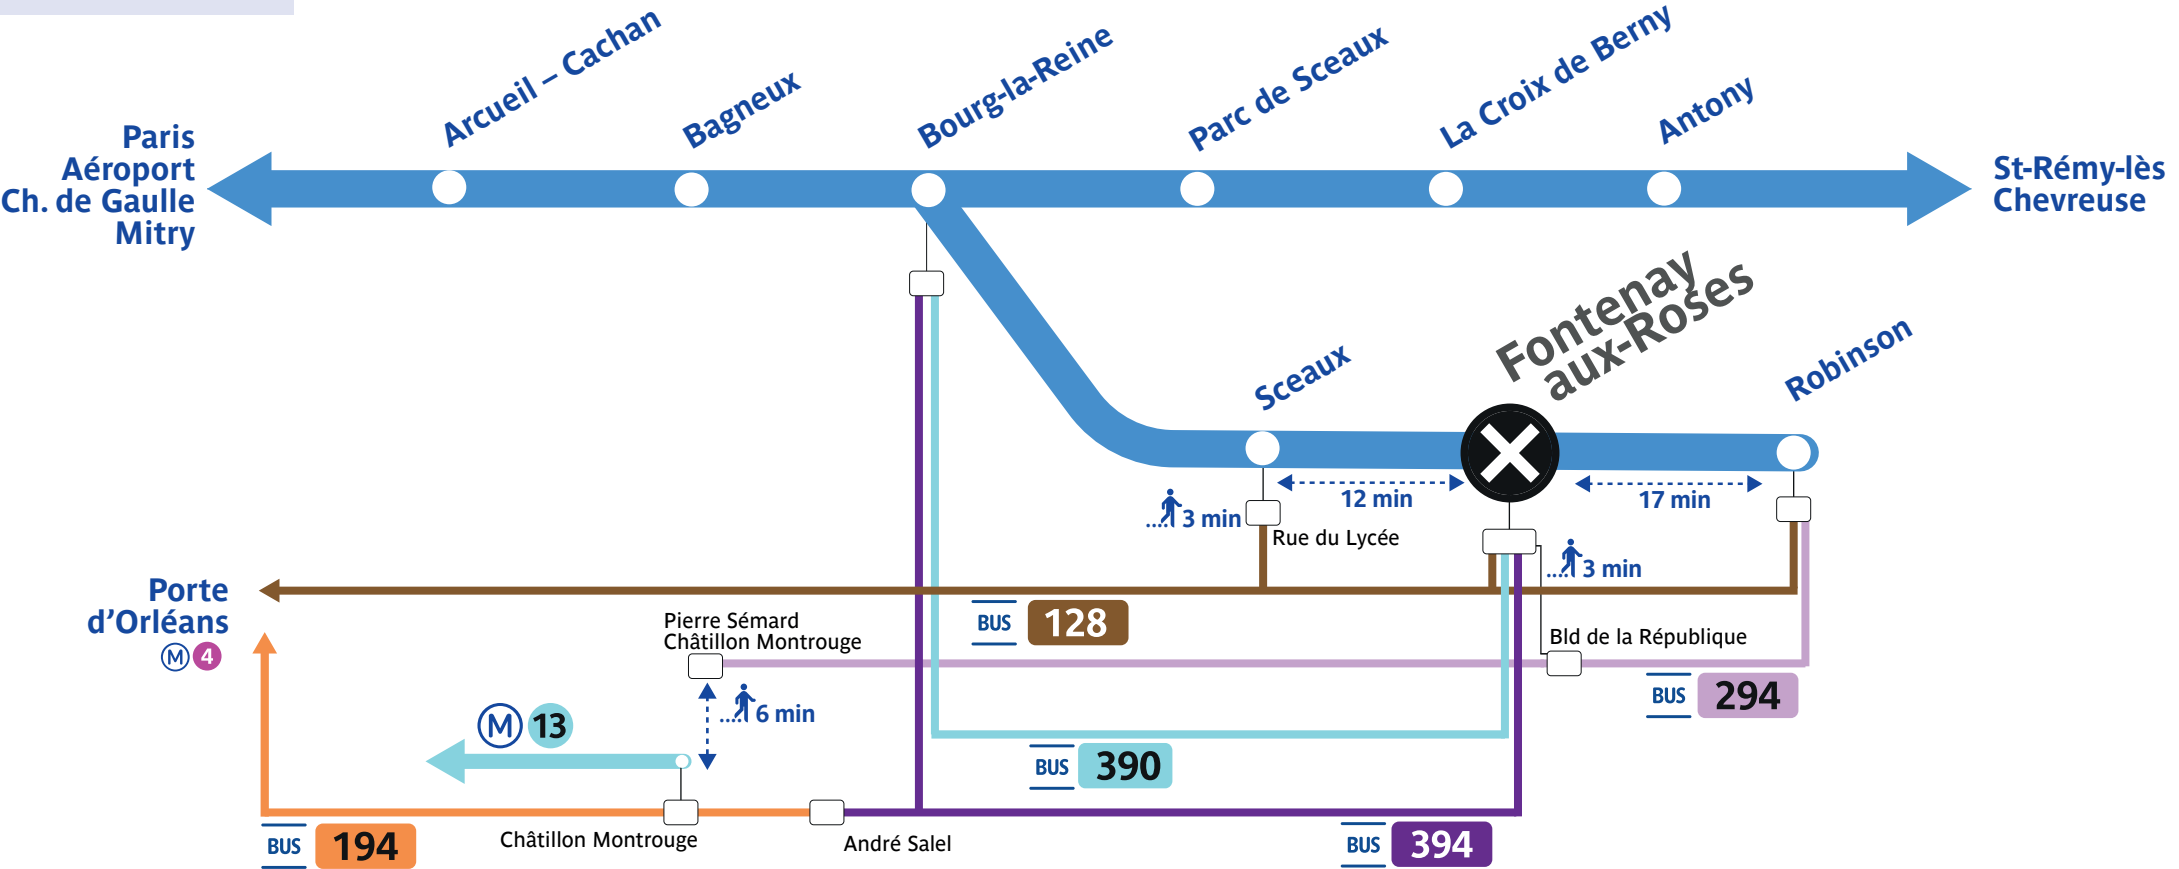 Arcueil – Cachan
Bagneux
Bourg-la-Reine
Parc de Sceaux
La Croix de Berny
Antony
Paris
Aéroport
Ch. de Gaulle
Mitry
St-Rémy-lès
Chevreuse
Sceaux
Fontenay
aux-Roses
Robinson
12 min
17 min
3 min
Rue du Lycée
3 min
Porte
d’Orléans
M 4
BUS 128
Pierre Sémard
Châtillon Montrouge
Bld de la République
BUS 294
6 min
M 13
BUS 390
Châtillon Montrouge
André Salel
BUS 194
BUS 394